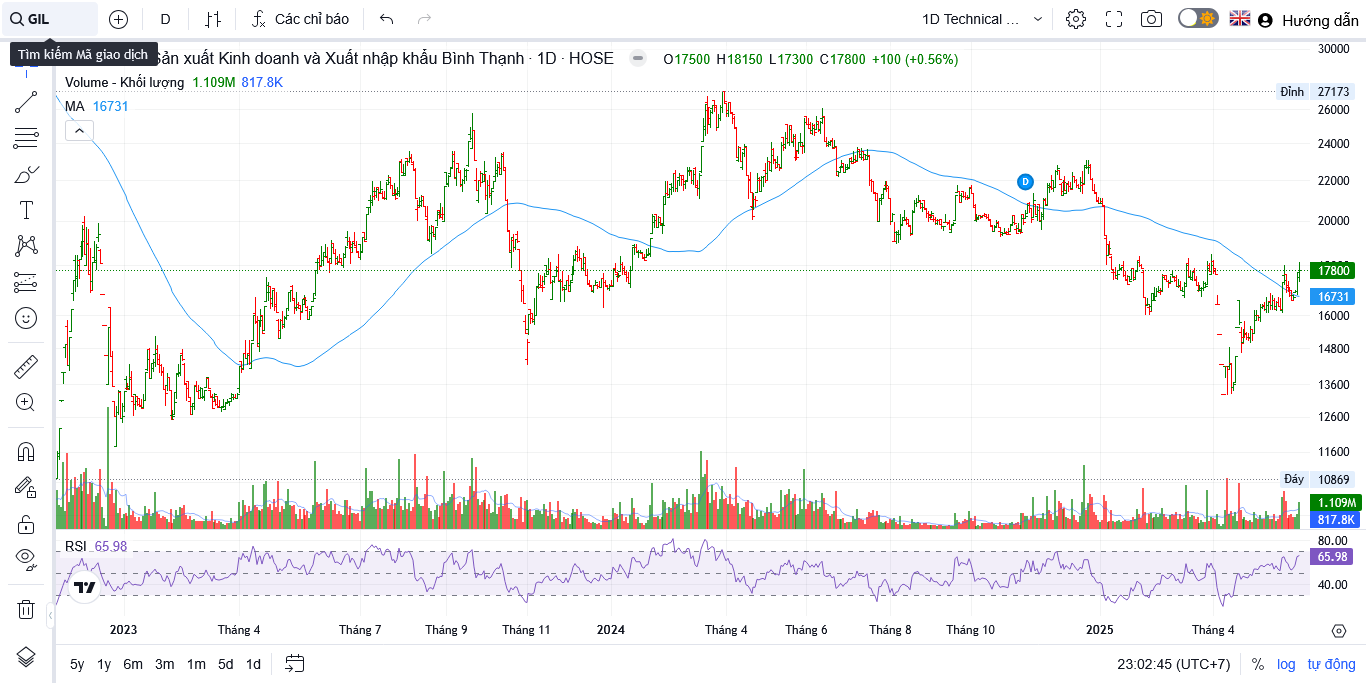 GIL
D
Các chỉ báo
1D Technical ...
Hướng dẫn
Tìm kiếm Mã giao dịch
Sản xuất Kinh doanh và Xuất nhập khẩu Bình Thạnh · 1D · HOSE
O17500 H18150 L17300 C17800 +100 (+0.56%)
Volume - Khối lượng 1.109M 817.8K
MA 16731
D
30000
Đỉnh 27173
26000
24000
22000
20000
17800
16731
16000
14800
13600
12600
11600
Đáy 10869
1.109M
817.8K
RSI 65.98
80.00
65.98
40.00
2023 Tháng 4 Tháng 7 Tháng 9 Tháng 11 2024 Tháng 4 Tháng 6 Tháng 8 Tháng 10 2025 Tháng 4
5y 1y 6m 3m 1m 5d 1d
23:02:45 (UTC+7) % log tự động